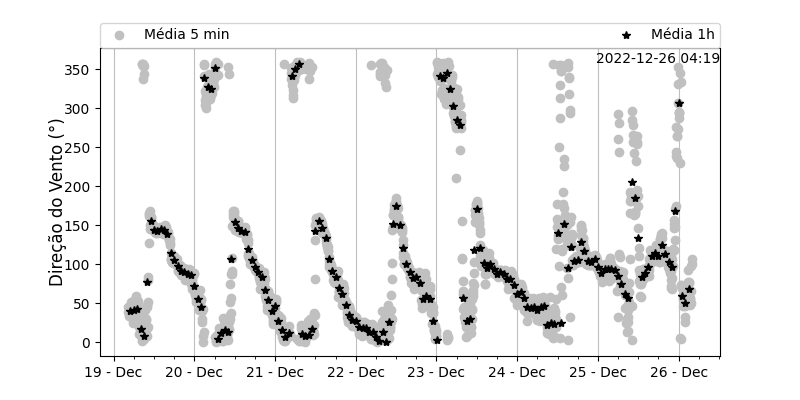 Média 5 min
Média 1h
2022-12-26 04:19
Direção do Vento (°)
350
300
250
200
150
100
50
0
19 - Dec
20 - Dec
21 - Dec
22 - Dec
23 - Dec
24 - Dec
25 - Dec
26 - Dec